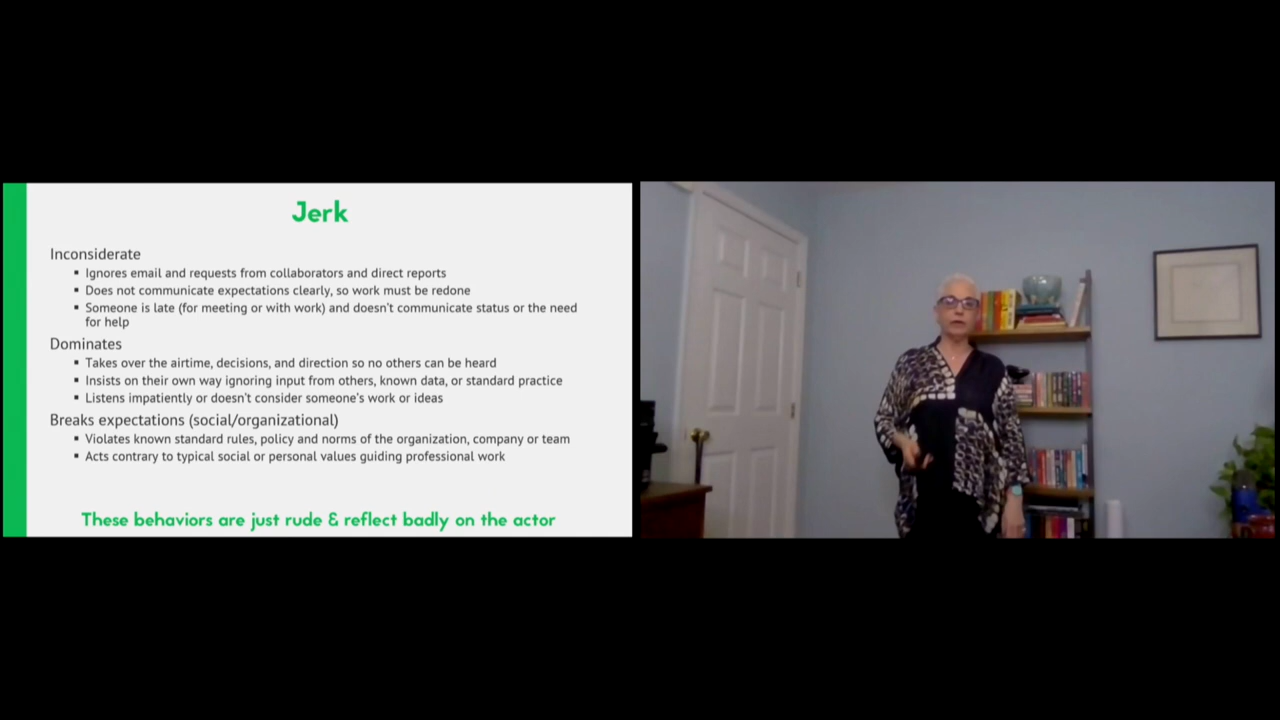 Jerk
Inconsiderate
▪ Ignores email and requests from collaborators and direct reports
▪ Does not communicate expectations clearly, so work must be redone
▪ Someone is late (for meeting or with work) and doesn't communicate status or the need
for help
Dominates
▪ Takes over the airtime, decisions, and direction so no others can be heard
▪ Insists on their own way ignoring input from others, known data, or standard practice
▪ Listens impatiently or doesn't consider someone's work or ideas
Breaks expectations (social/organizational)
▪ Violates known standard rules, policy and norms of the organization, company or team
▪ Acts contrary to typical social or personal values guiding professional work
These behaviors are just rude & reflect badly on the actor